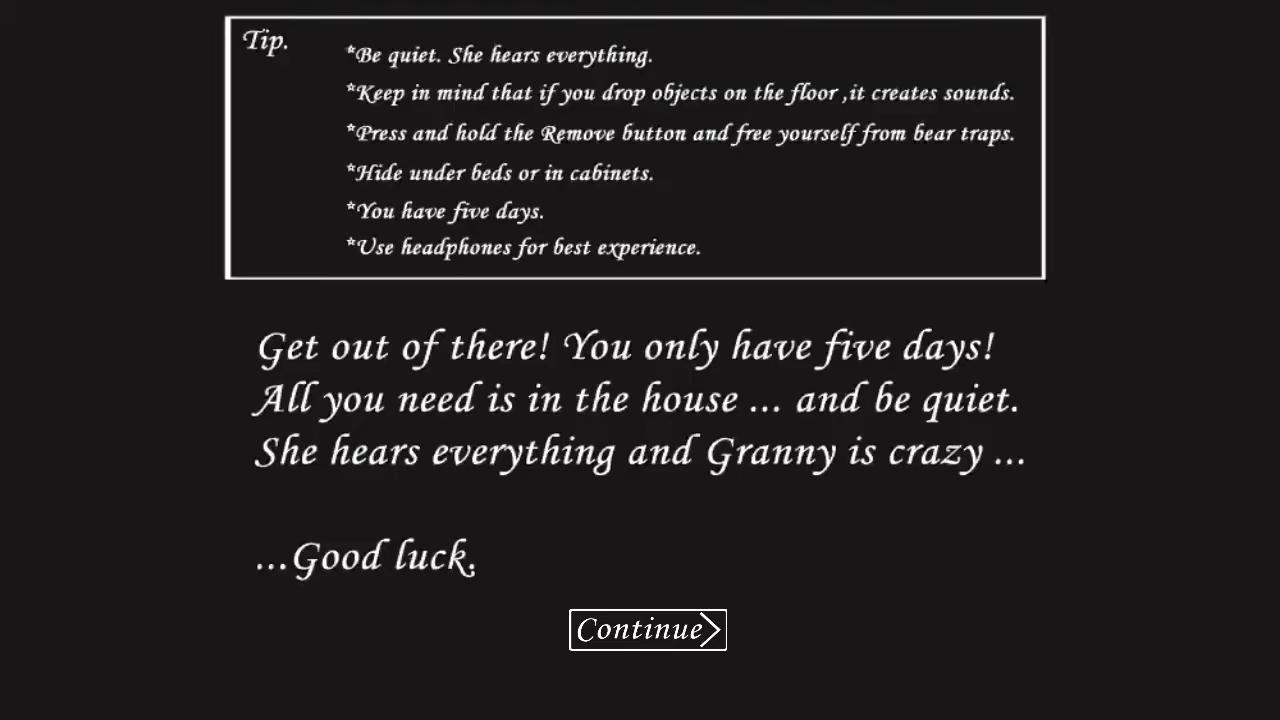 Tip.
*Be quiet. She hears everything.
*Keep in mind that if you drop objects on the floor ,it creates sounds.
*Press and hold the Remove button and free yourself from bear traps.
*Hide under beds or in cabinets.
*You have five days.
*Use headphones for best experience.
Get out of there! You only have five days!
All you need is in the house ... and be quiet.
She hears everything and Granny is crazy ...
...Good luck.
Continue